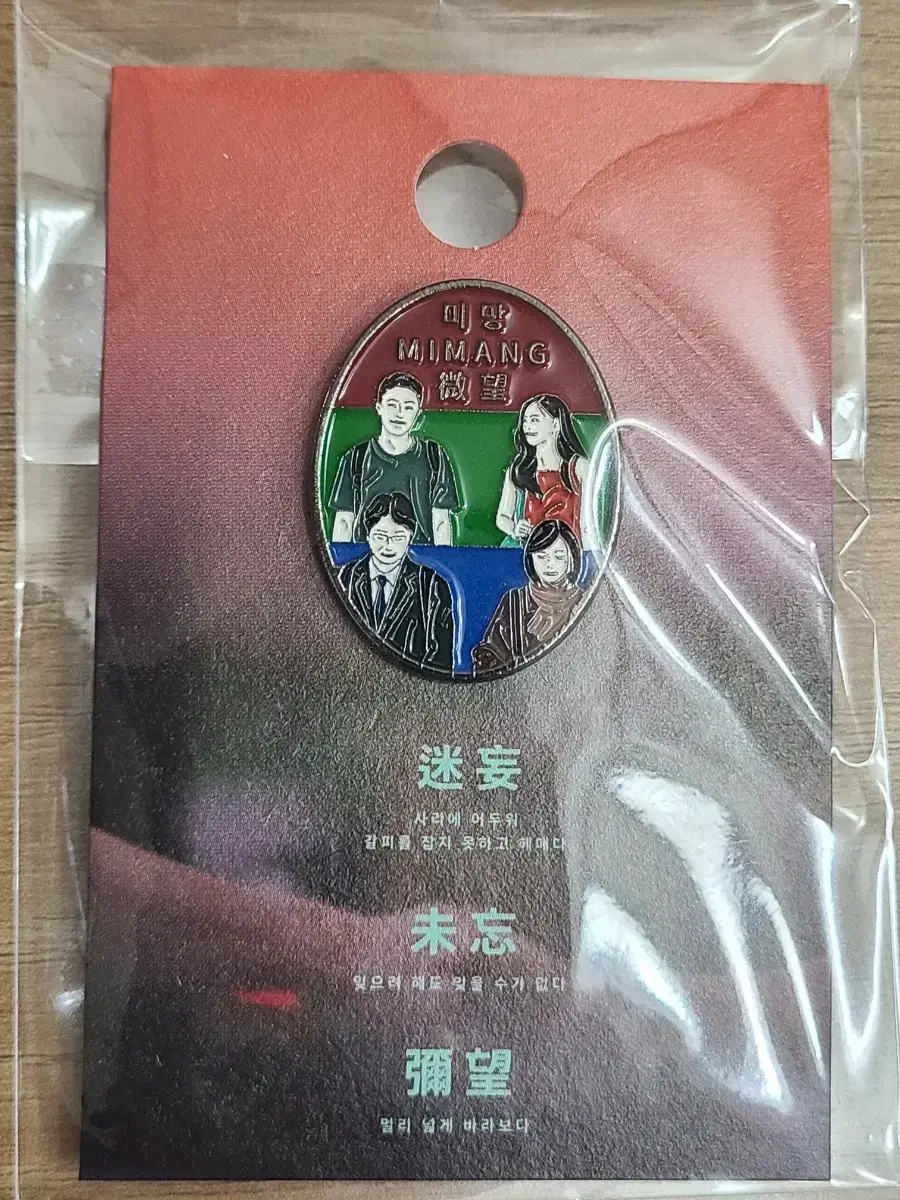 미망
MIMANG
微望
迷妄
사리에 어두워
갈피를 잡지 못하고 헤매다
未忘
잊으려 해도 잊을 수가 없다
彌望
멀리 넓게 바라보다